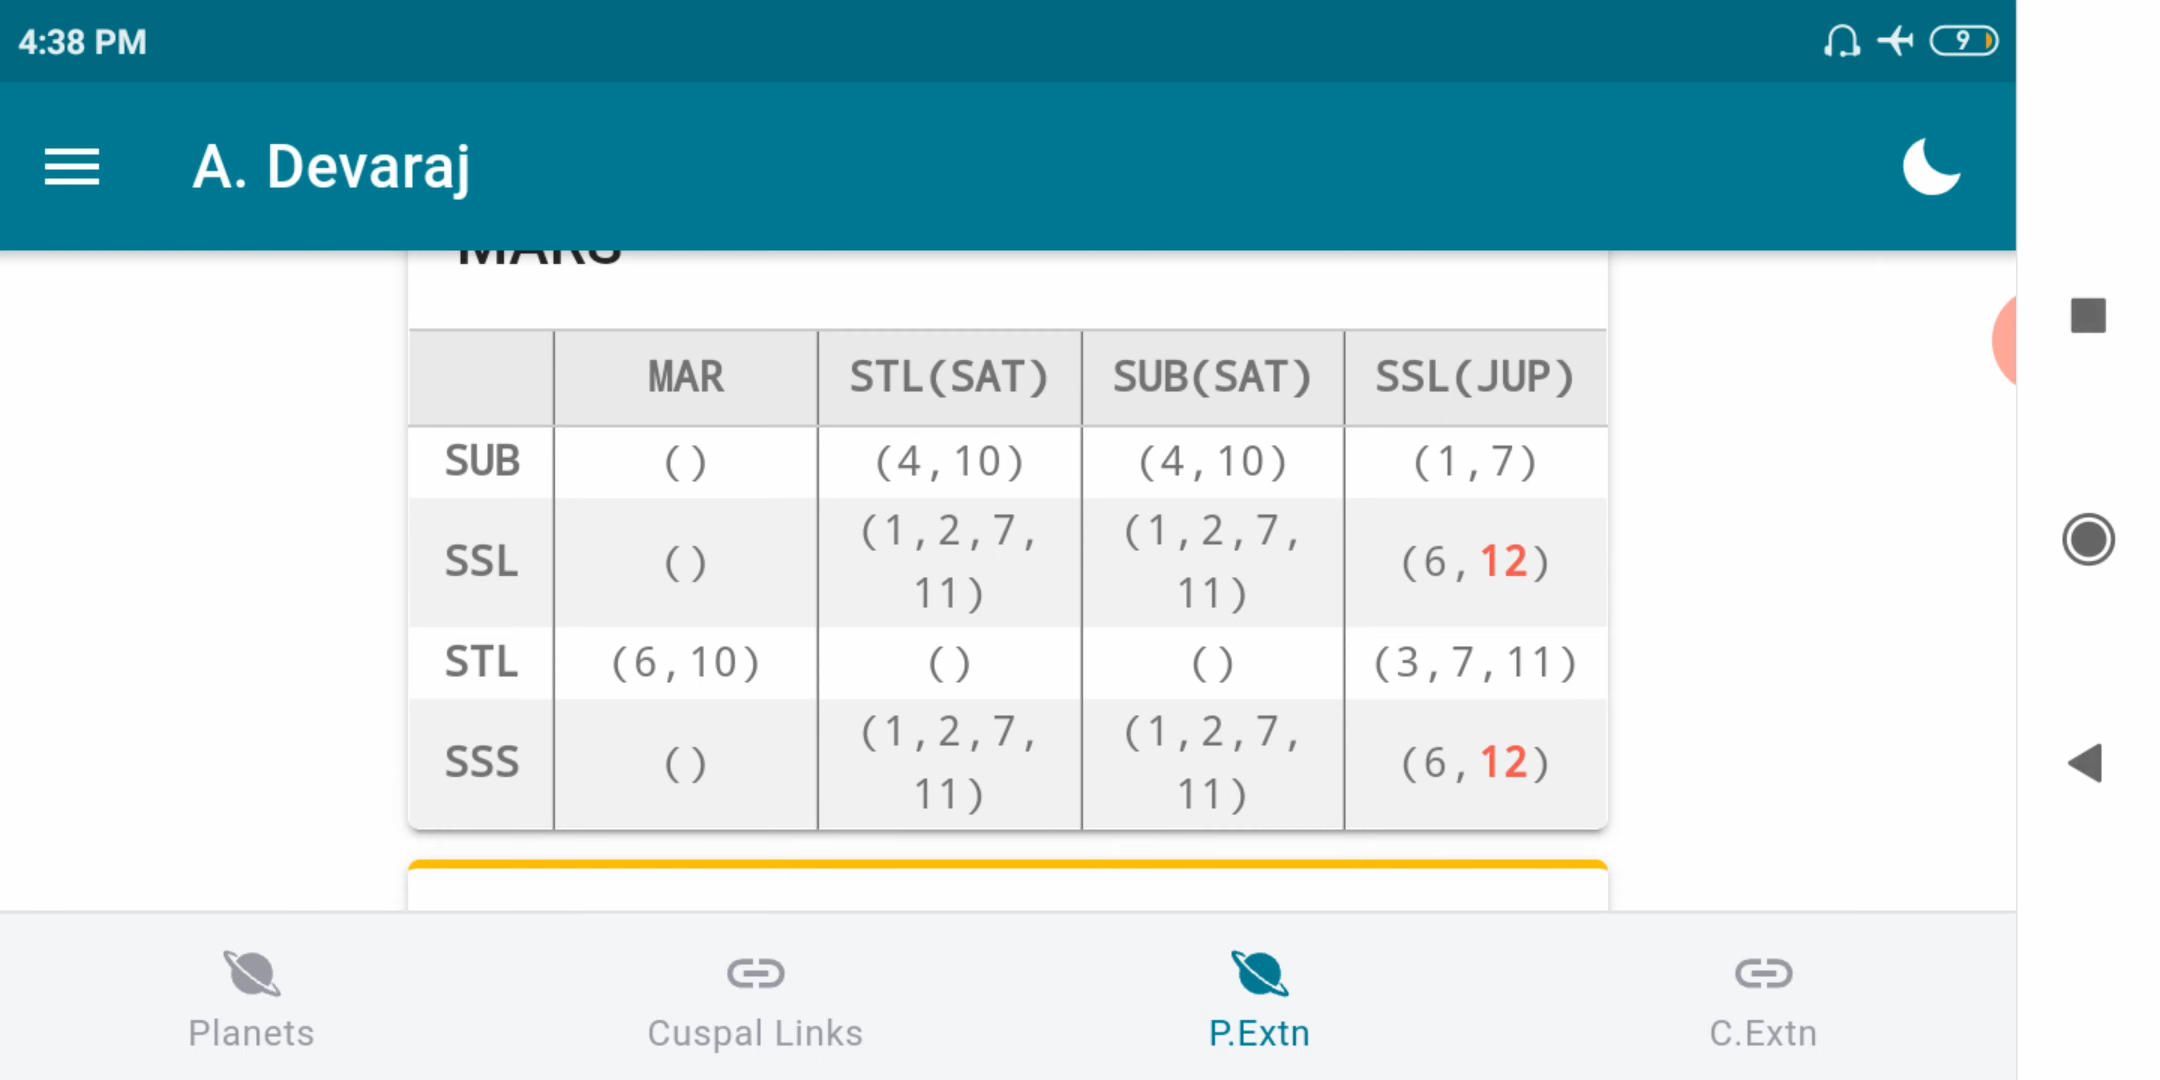 4:38 PM
9
A. Devaraj
MARS
MAR STL(SAT) SUB(SAT) SSL(JUP)
SUB () (4,10) (4,10) (1,7)
SSL () (1,2,7, 11) (1,2,7, 11) (6,12)
STL (6,10) () () (3,7,11)
SSS () (1,2,7, 11) (1,2,7, 11) (6,12)
Planets Cuspal Links P.Extn C.Extn